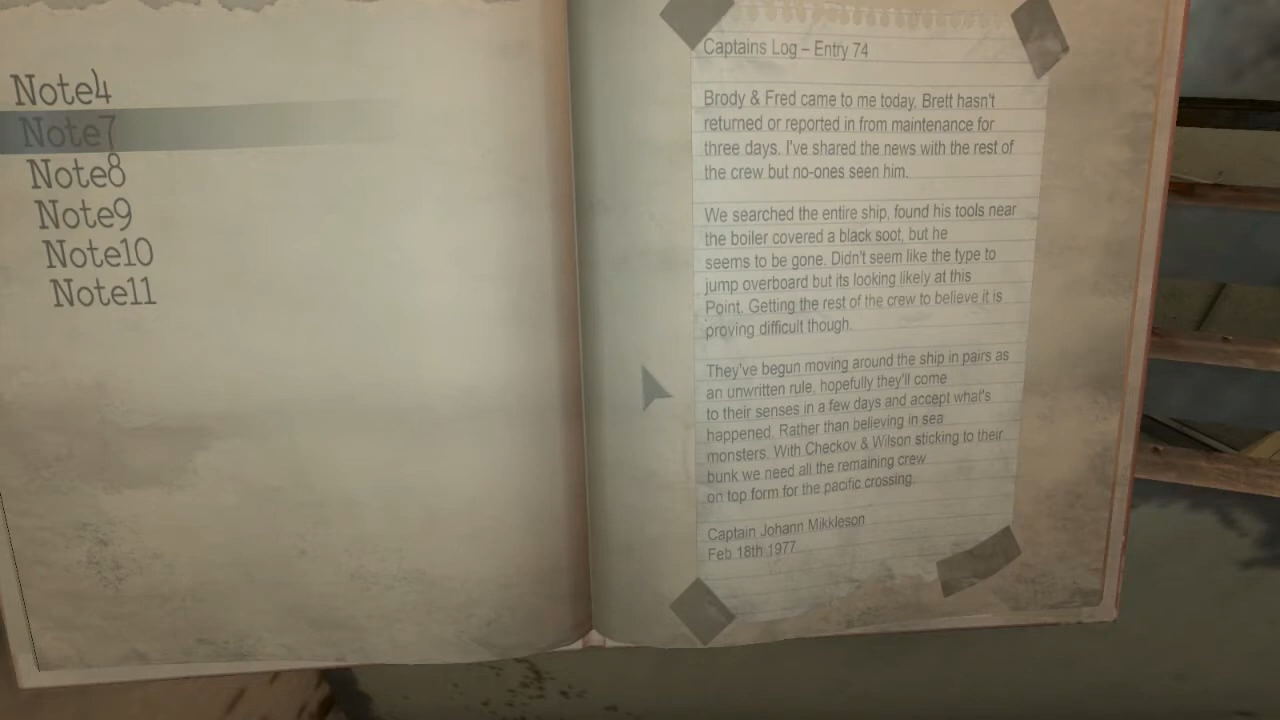 Note4
Note7
Note8
Note9
Note10
Note11
Captains Log – Entry 74
Brody & Fred came to me today. Brett hasn't
returned or reported in from maintenance for
three days. I've shared the news with the rest of
the crew but no-ones seen him.
We searched the entire ship, found his tools near
the boiler covered a black soot, but he
seems to be gone. Didn't seem like the type to
jump overboard but its looking likely at this
Point. Getting the rest of the crew to believe it is
proving difficult though.
They've begun moving around the ship in pairs as
an unwritten rule, hopefully they'll come
to their senses in a few days and accept what's
happened. Rather than believing in sea
monsters. With Checkov & Wilson sticking to their
bunk we need all the remaining crew
on top form for the pacific crossing.
Captain Johann Mikkleson
Feb 18th 1977